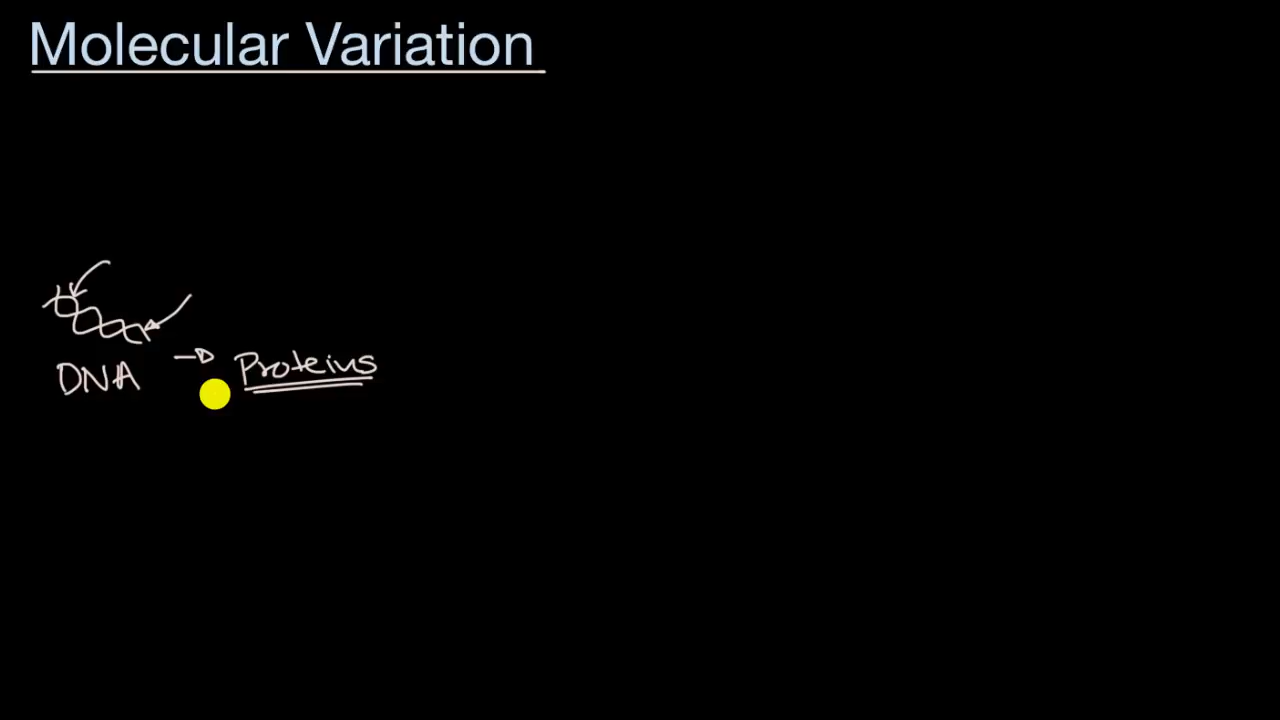 Molecular Variation
DNA → Proteins